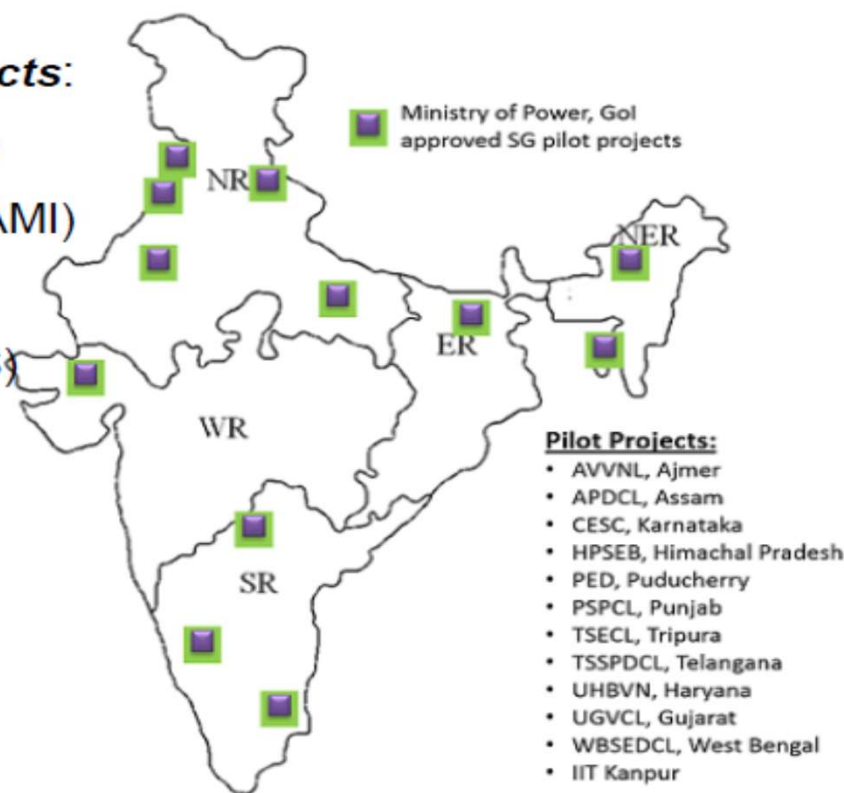 cts:
Ministry of Power, GoI
approved SG pilot projects
NR
AMI)
NER
ER
WR
SR
Pilot Projects:
• AVVNL, Ajmer
• APDCL, Assam
• CESC, Karnataka
• HPSEB, Himachal Pradesh
• PED, Puducherry
• PSPCL, Punjab
• TSECL, Tripura
• TSSPDCL, Telangana
• UHBVN, Haryana
• UGVCL, Gujarat
• WBSEDCL, West Bengal
• IIT Kanpur